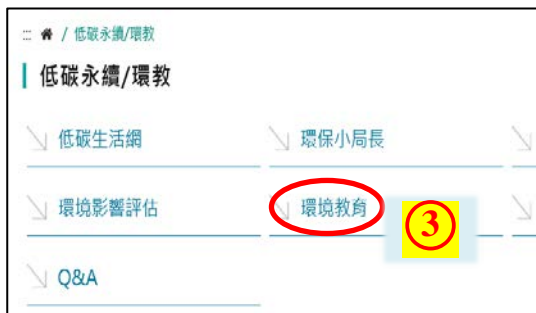 ::: / 低碳永續/環教
低碳永續/環教
低碳生活網 環保小局長
環境影響評估 環境教育 ③
Q&A